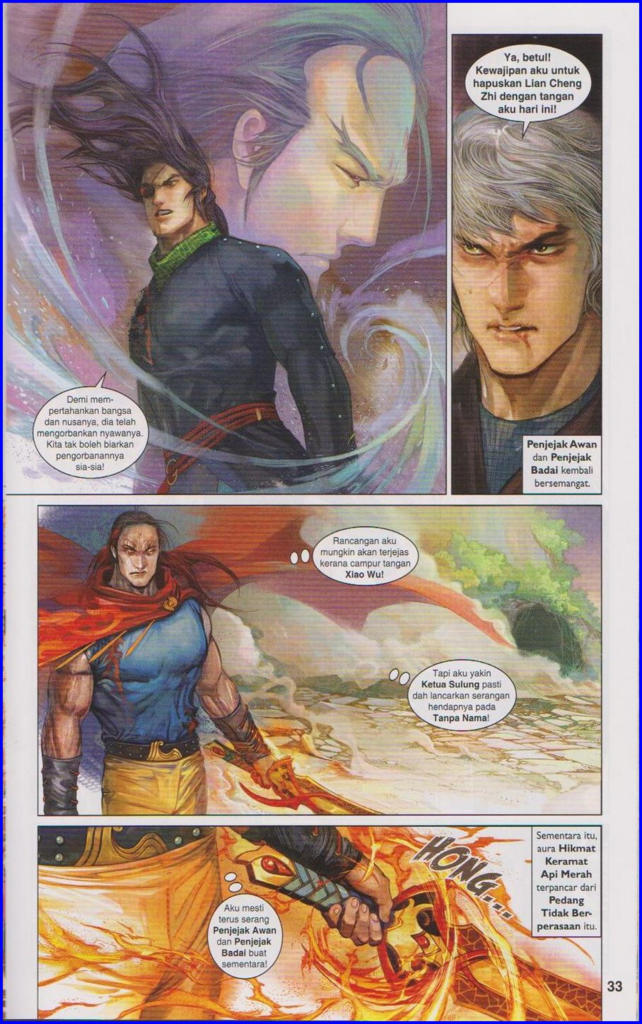 Ya, betul!
Kewajipan aku untuk
hapuskan Lian Cheng
Zhi dengan tangan
aku hari ini!
Demi mem-
pertahankan bangsa
dan nusanya, dia telah
mengorbankan nyawanya.
Kita tak boleh biarkan
pengorbanannya
sia-sia!
Penjejak Awan
dan Penjejak
Badai kembali
bersemangat.
Rancangan aku
mungkin akan terjejas
kerana campur tangan
Xiao Wu!
Tapi aku yakin
Ketua Sulung pasti
dah lancarkan serangan
hendapnya pada
Tanpa Nama!
Sementara itu,
aura Hikmat
Keramat
Api Merah
terpancar dari
Pedang
Tidak Ber-
perasaan itu.
HONG...
Aku mesti
terus serang
Penjejak Awan
dan Penjejak
Badai buat
sementara!
33